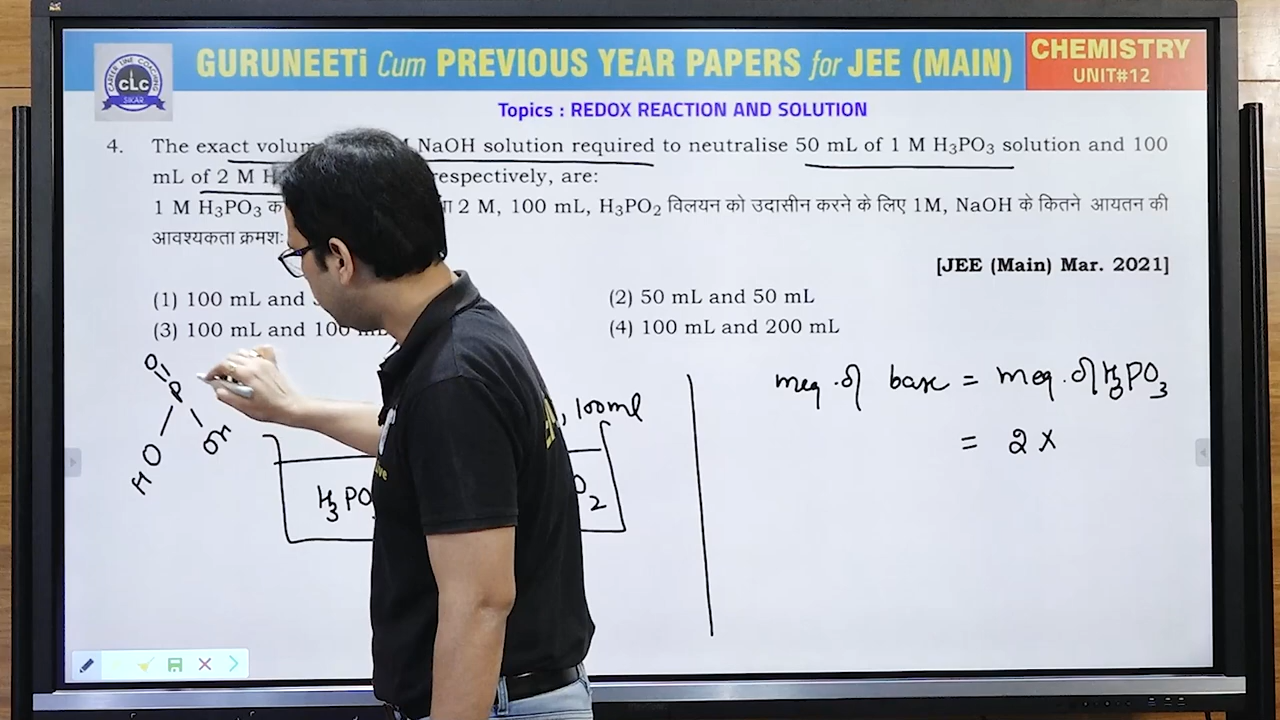 GURUNEETi Cum PREVIOUS YEAR PAPERS for JEE (MAIN)
CHEMISTRY
UNIT#12
CAREER LINE COACHING
CLC
SIKAR
Topics : REDOX REACTION AND SOLUTION
4. The exact NaOH solution required to neutralise 50 mL of 1 M H₃PO₃ solution and 100
mL of 2 M respectively, are:
1 M H₃PO₃ 2 M, 100 mL, H₃PO₂ विलयन को उदासीन करने के लिए 1M, NaOH के कितने आयतन की
आवश्यकता क्रमशः
[JEE (Main) Mar. 2021]
(1) 100 mL and
(2) 50 mL and 50 mL
(3) 100 mL and 100 mL
(4) 100 mL and 200 mL
O
P
OH
HO
, 100ml
H₃PO
O₂
meq. of base = meq. of H₃PO₃
= 2 x